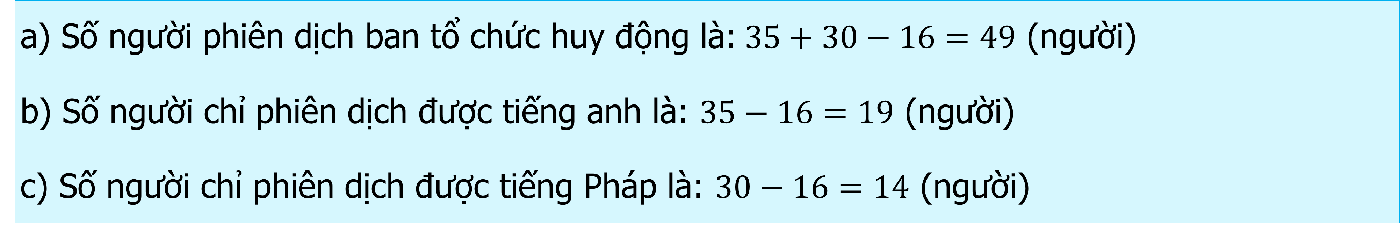 a) Số người phiên dịch ban tổ chức huy động là: 35 + 30 − 16 = 49 (người)
b) Số người chỉ phiên dịch được tiếng anh là: 35 − 16 = 19 (người)
c) Số người chỉ phiên dịch được tiếng Pháp là: 30 − 16 = 14 (người)